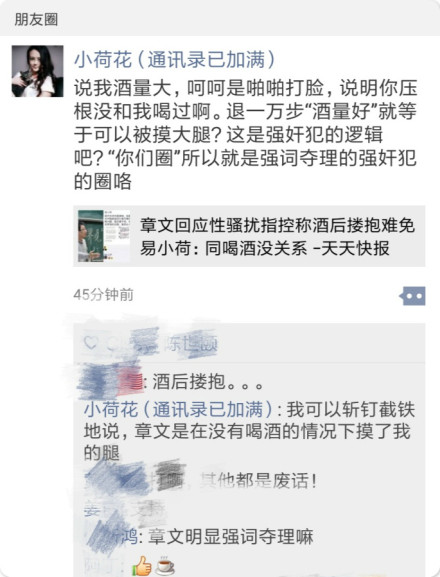 朋友圈
小荷花（通讯录已加满）
说我酒量大，呵呵是啪啪打脸，说明你压
根没和我喝过啊。退一万步“酒量好”就等
于可以被摸大腿？这是强奸犯的逻辑
吧？“你们圈”所以就是强词夺理的强奸犯
的圈咯
章文回应性骚扰指控称酒后搂抱难免
易小荷：同喝酒没关系 -天天快报
45分钟前
: 酒后搂抱。。。
小荷花（通讯录已加满）: 我可以斩钉截铁
地说，章文是在没有喝酒的情况下摸了我
的腿
其他都是废话！
鸿: 章文明显强词夺理嘛